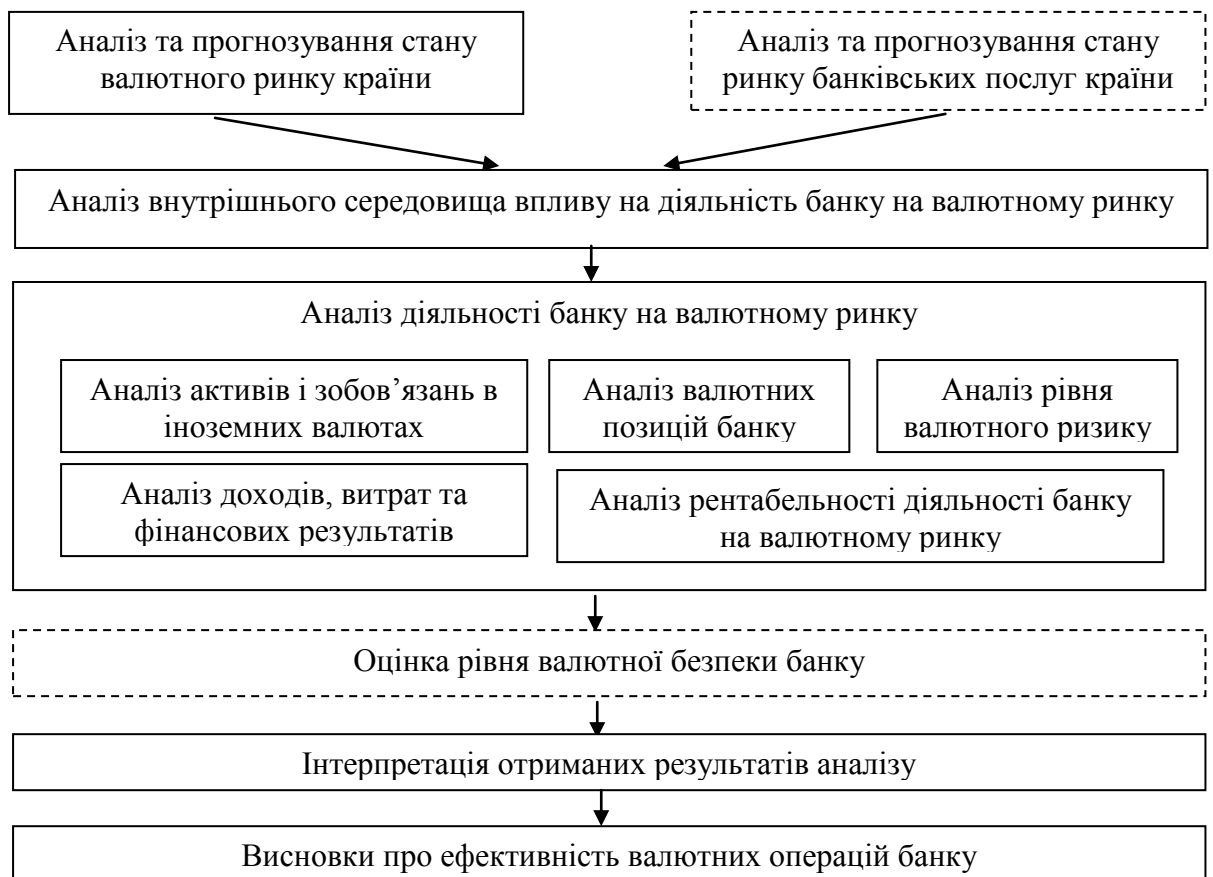 Аналіз та прогнозування стану
валютного ринку країни
Аналіз та прогнозування стану
ринку банківських послуг країни
Аналіз внутрішнього середовища впливу на діяльність банку на валютному ринку
Аналіз діяльності банку на валютному ринку
Аналіз активів і зобов’язань в
іноземних валютах
Аналіз валютних
позицій банку
Аналіз рівня
валютного ризику
Аналіз доходів, витрат та
фінансових результатів
Аналіз рентабельності діяльності банку
на валютному ринку
Оцінка рівня валютної безпеки банку
Інтерпретація отриманих результатів аналізу
Висновки про ефективність валютних операцій банку